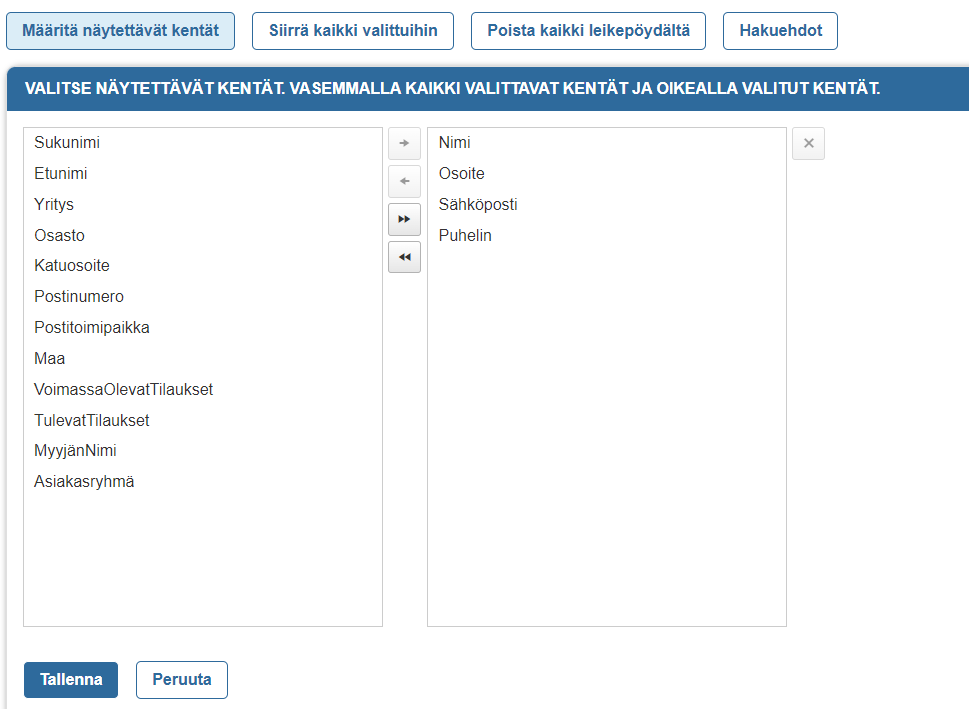 Määritä näytettävät kentät
Siirrä kaikki valittuihin
Poista kaikki leikepöydältä
Hakuehdot
VALITSE NÄYTETTÄVÄT KENTÄT. VASEMMALLA KAIKKI VALITTAVAT KENTÄT JA OIKEALLA VALITUT KENTÄT.
Sukunimi
Etunimi
Yritys
Osasto
Katuosoite
Postinumero
Postitoimipaikka
Maa
VoimassaOlevatTilaukset
TulevatTilaukset
MyyjänNimi
Asiakasryhmä
Nimi
Osoite
Sähköposti
Puhelin
Tallenna
Peruuta